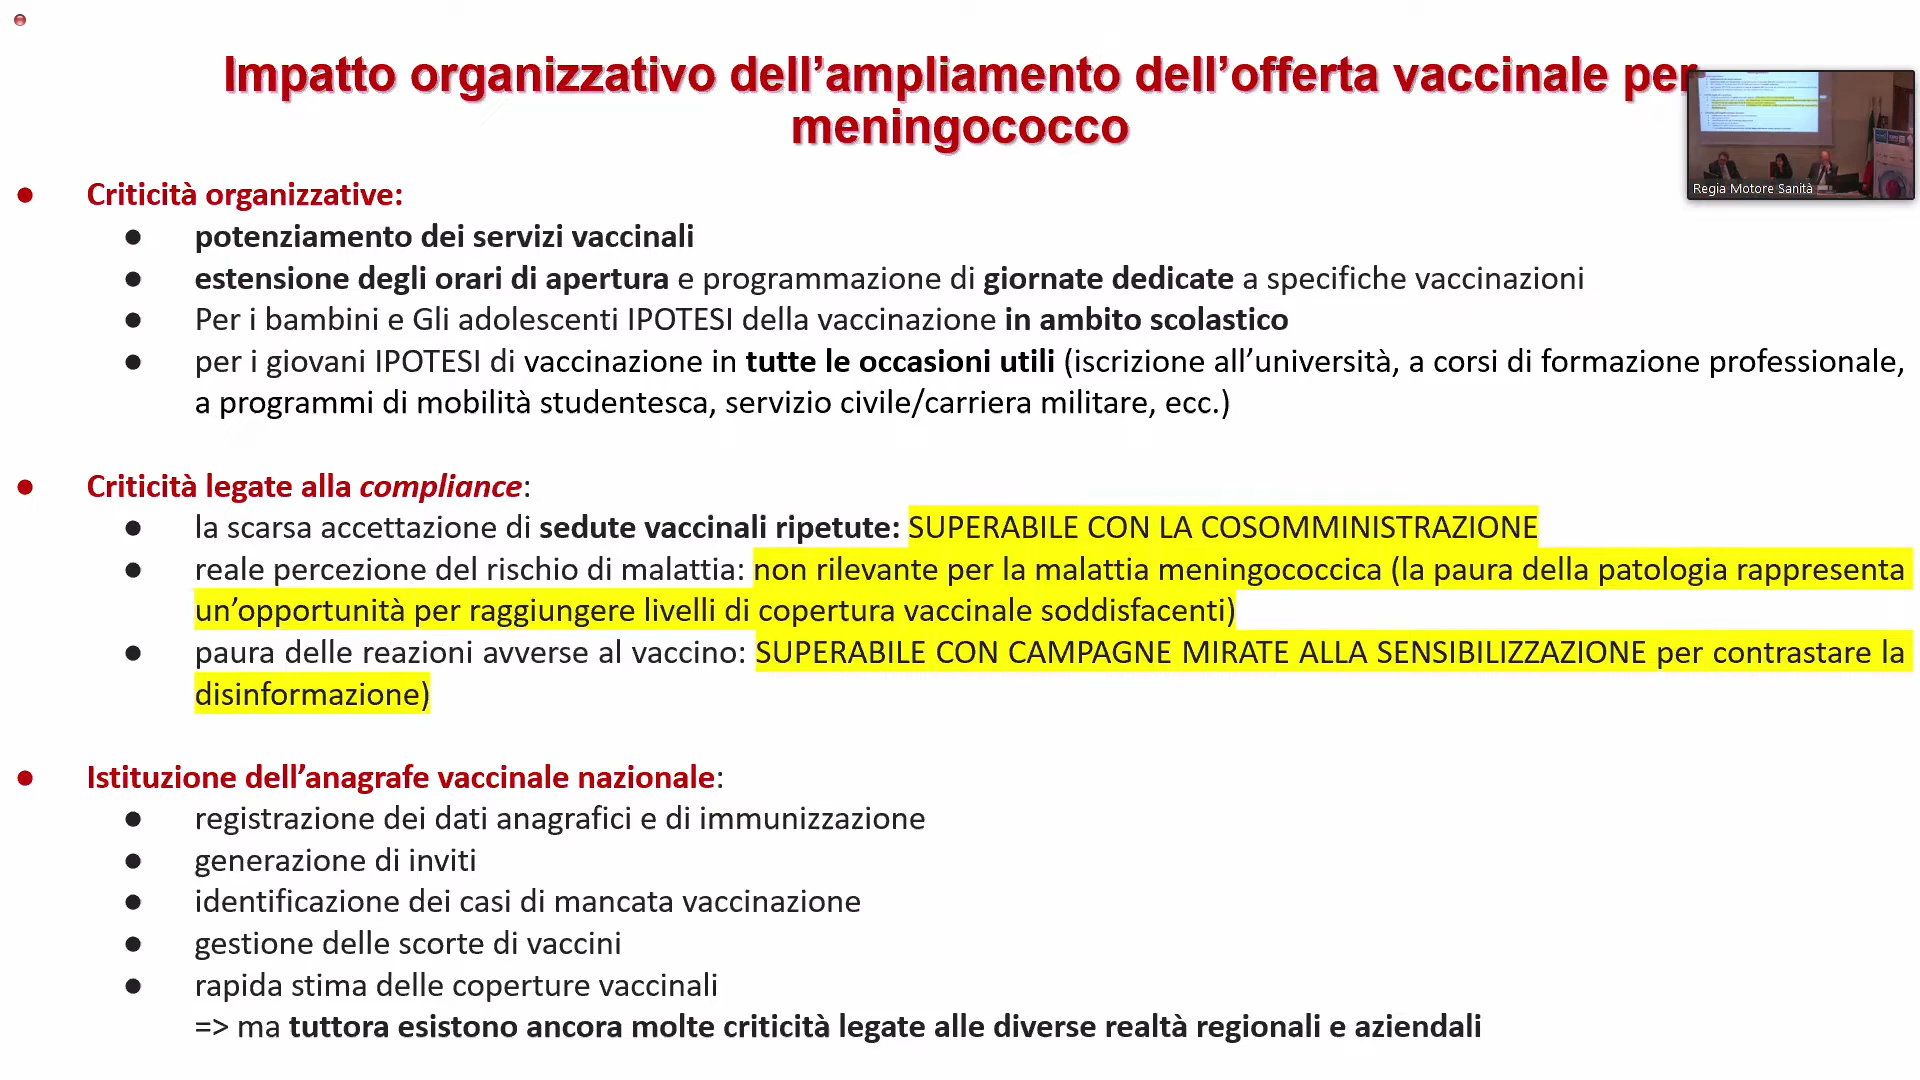 Impatto organizzativo dell’ampliamento dell’offerta vaccinale per
meningococco
Regia Motore Sanità
● Criticità organizzative:
● potenziamento dei servizi vaccinali
● estensione degli orari di apertura e programmazione di giornate dedicate a specifiche vaccinazioni
● Per i bambini e Gli adolescenti IPOTESI della vaccinazione in ambito scolastico
● per i giovani IPOTESI di vaccinazione in tutte le occasioni utili (iscrizione all’università, a corsi di formazione professionale,
a programmi di mobilità studentesca, servizio civile/carriera militare, ecc.)
● Criticità legate alla compliance:
● la scarsa accettazione di sedute vaccinali ripetute: SUPERABILE CON LA COSOMMINISTRAZIONE
● reale percezione del rischio di malattia: non rilevante per la malattia meningococcica (la paura della patologia rappresenta
un’opportunità per raggiungere livelli di copertura vaccinale soddisfacenti)
● paura delle reazioni avverse al vaccino: SUPERABILE CON CAMPAGNE MIRATE ALLA SENSIBILIZZAZIONE per contrastare la
disinformazione)
● Istituzione dell’anagrafe vaccinale nazionale:
● registrazione dei dati anagrafici e di immunizzazione
● generazione di inviti
● identificazione dei casi di mancata vaccinazione
● gestione delle scorte di vaccini
● rapida stima delle coperture vaccinali
=> ma tuttora esistono ancora molte criticità legate alle diverse realtà regionali e aziendali